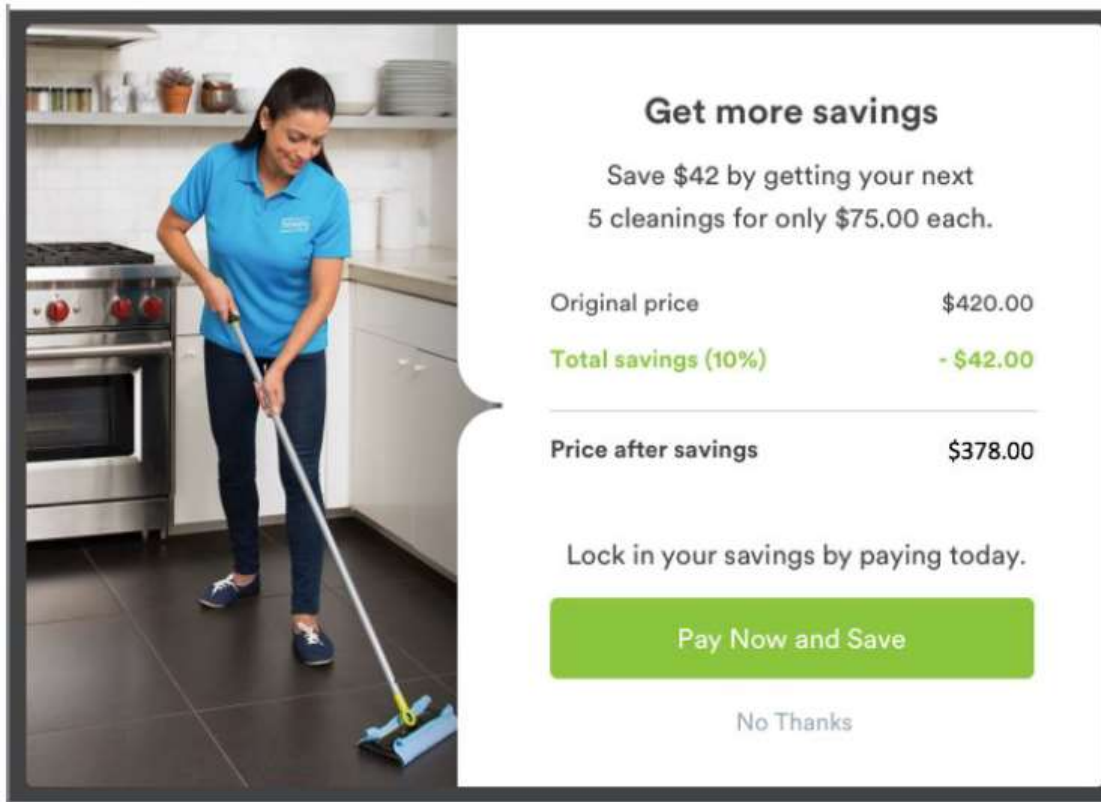 Get more savings
Save $42 by getting your next
5 cleanings for only $75.00 each.
Original price $420.00
Total savings (10%) - $42.00
Price after savings $378.00
Lock in your savings by paying today.
Pay Now and Save
No Thanks